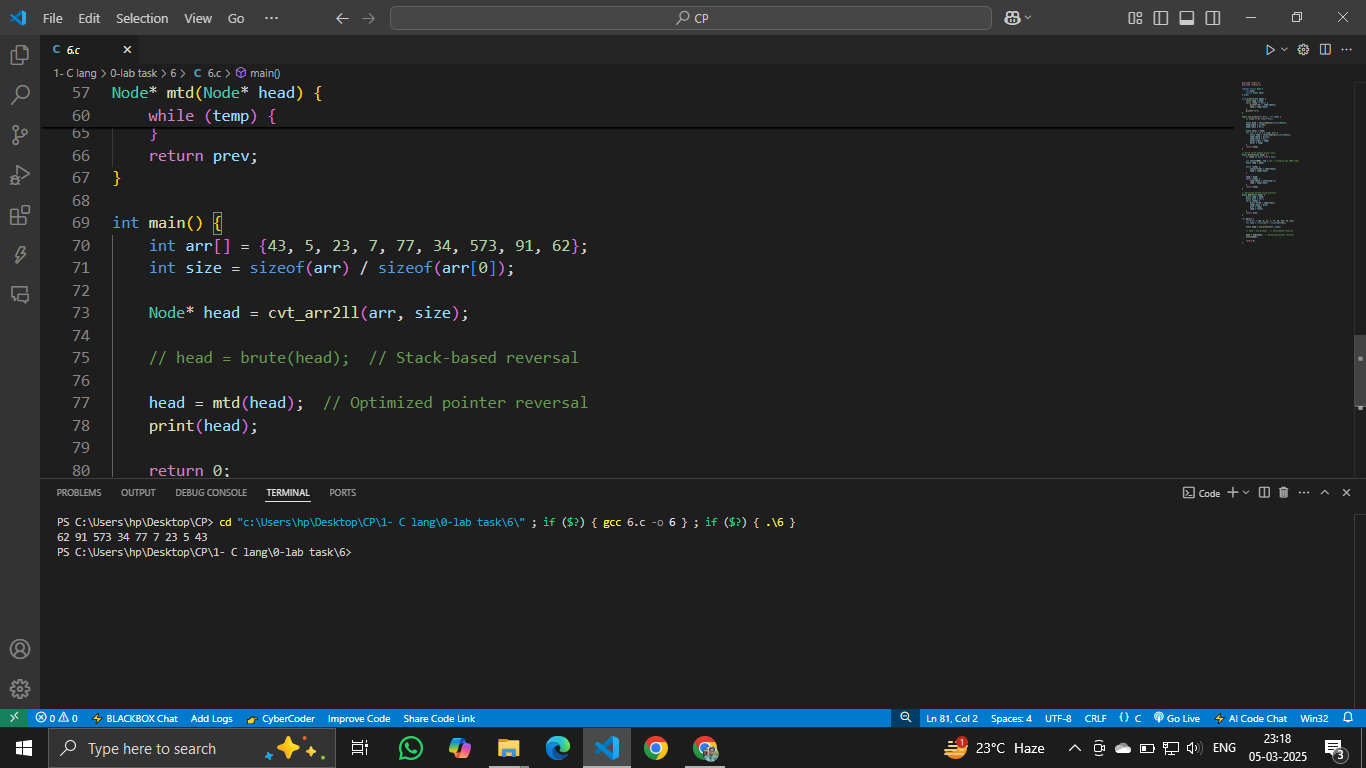 File Edit Selection View Go ··· CP
C 6.c
1- C lang > 0-lab task > 6 > C 6.c > main()
57 Node* mtd(Node* head) {
60     while (temp) {
65     }
66     return prev;
67 }
68
69 int main() {
70     int arr[] = {43, 5, 23, 7, 77, 34, 573, 91, 62};
71     int size = sizeof(arr) / sizeof(arr[0]);
72
73     Node* head = cvt_arr2ll(arr, size);
74
75     // head = brute(head);  // Stack-based reversal
76
77     head = mtd(head);  // Optimized pointer reversal
78     print(head);
79
80     return 0;
PROBLEMS OUTPUT DEBUG CONSOLE TERMINAL PORTS Code
PS C:\Users\hp\Desktop\CP> cd "c:\Users\hp\Desktop\CP\1- C lang\0-lab task\6\" ; if ($?) { gcc 6.c -o 6 } ; if ($?) { .\6 }
62 91 573 34 77 7 23 5 43
PS C:\Users\hp\Desktop\CP\1- C lang\0-lab task\6>
0 0 BLACKBOX Chat Add Logs CyberCoder Improve Code Share Code Link Ln 81, Col 2 Spaces: 4 UTF-8 CRLF {} C Go Live AI Code Chat Win32
Type here to search 1 23°C Haze ENG 23:18
05-03-2025 3